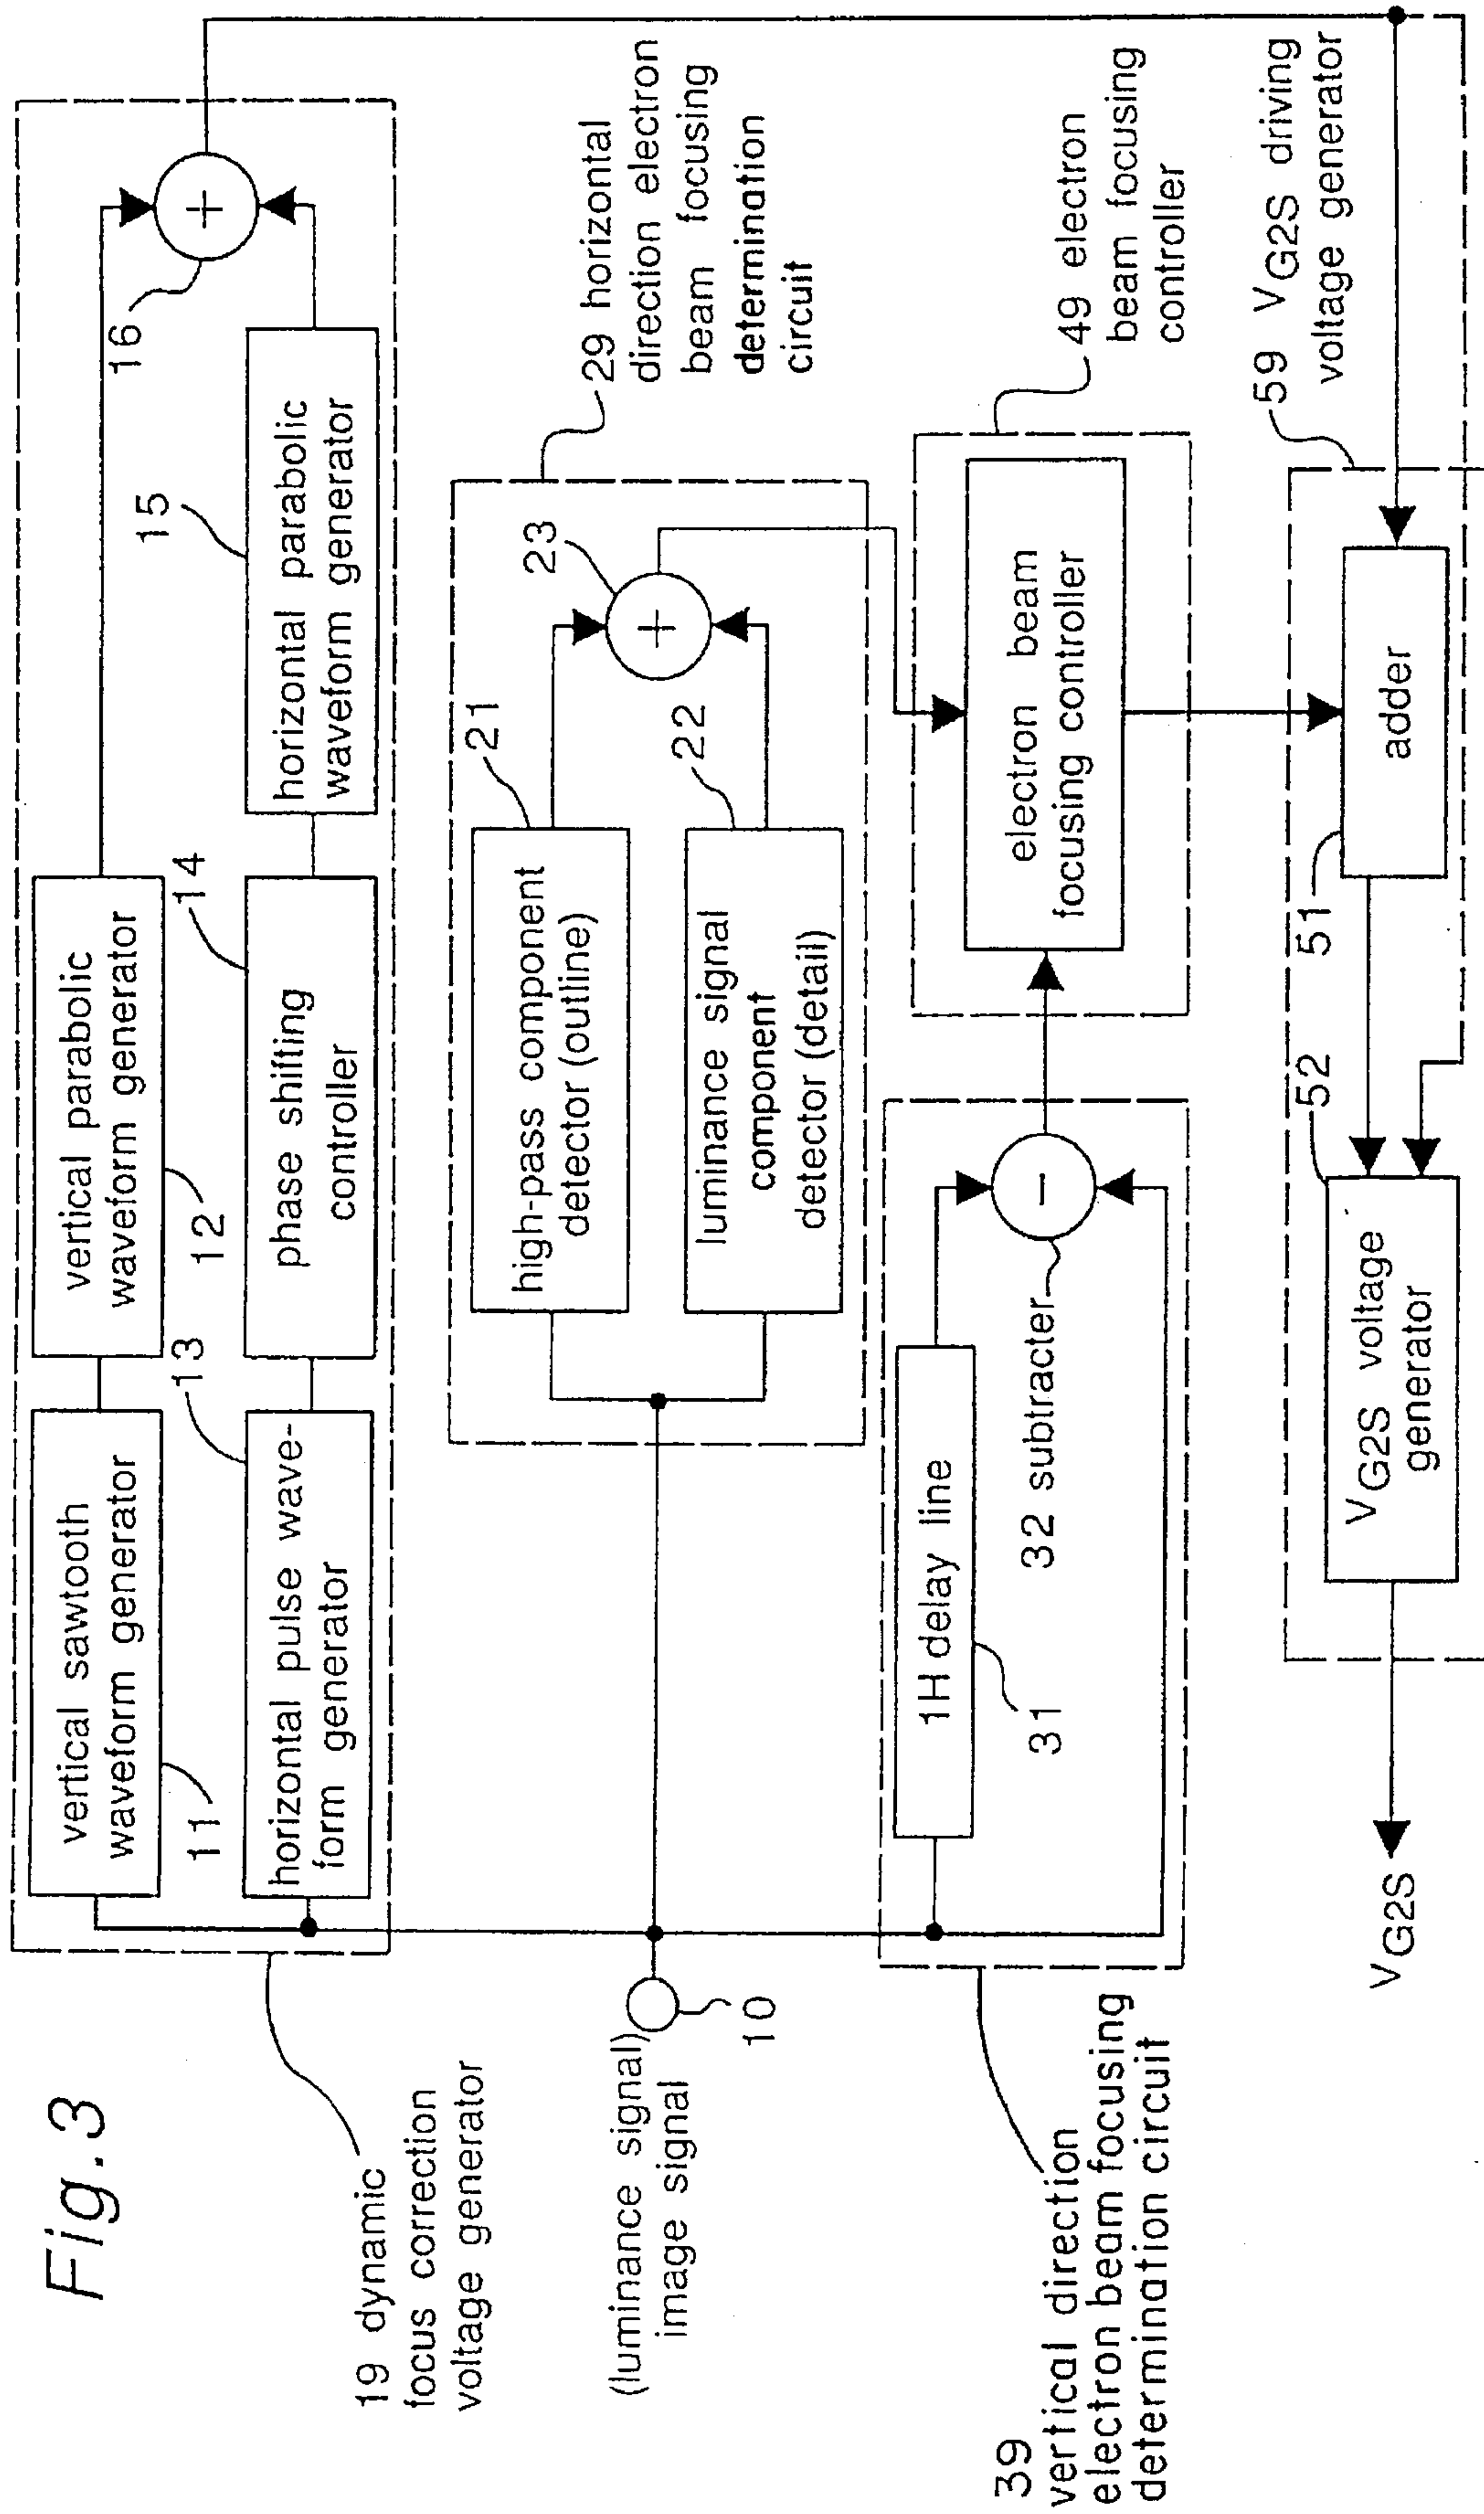 Fig.3
19 dynamic
focus correction
voltage generator
vertical sawtooth
waveform generator
11
vertical parabolic
waveform generator
12
16
+
13
horizontal pulse wave-
form generator
14
phase shifting
controller
15
horizontal parabolic
waveform generator
(luminance signal)
image signal
10
29 horizontal
direction electron
beam focusing
determination
circuit
21
high-pass component
detector (outline)
22
luminance signal
component
detector (detail)
23
+
39
vertical direction
electron beam focusing
determination circuit
1H delay line
31
32 subtracter
−
49 electron
beam focusing
controller
electron beam
focusing controller
59 VG2S driving
voltage generator
51
adder
52
VG2S voltage
generator
VG2S